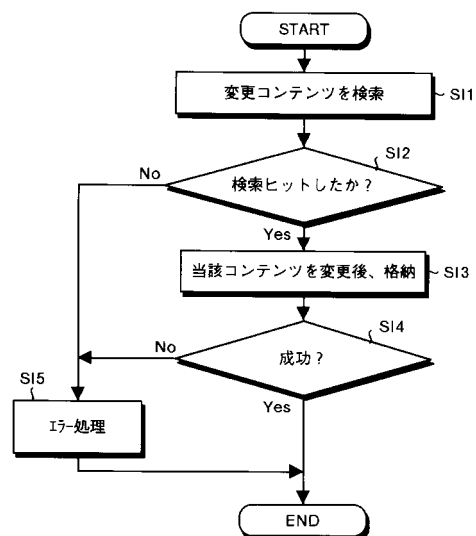 START
変更コンテンツを検索
SI1
SI2
検索ヒットしたか？
No
Yes
当該コンテンツを変更後、格納
SI3
SI4
成功？
No
Yes
SI5
ｴﾗｰ処理
END